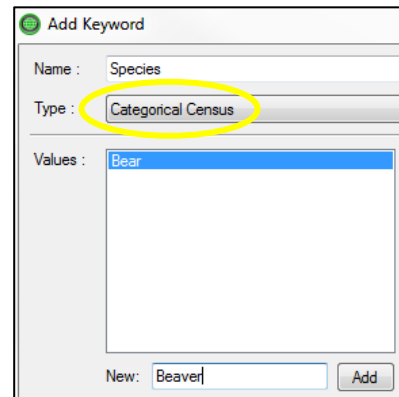 Add Keyword
Name : Species
Type : Categorical Census
Values : Bear
New: Beaver Add